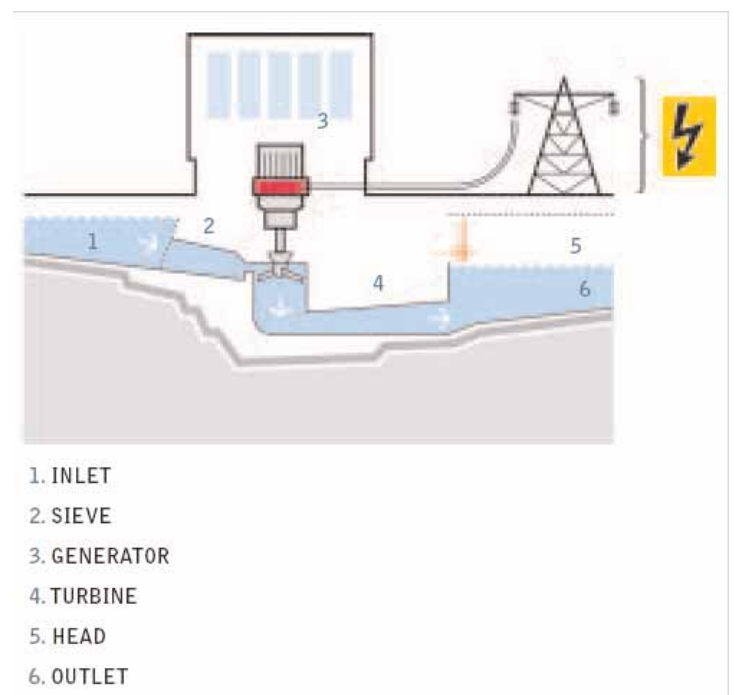 3
2
1
5
4
6
1. INLET
2. SIEVE
3. GENERATOR
4. TURBINE
5. HEAD
6. OUTLET